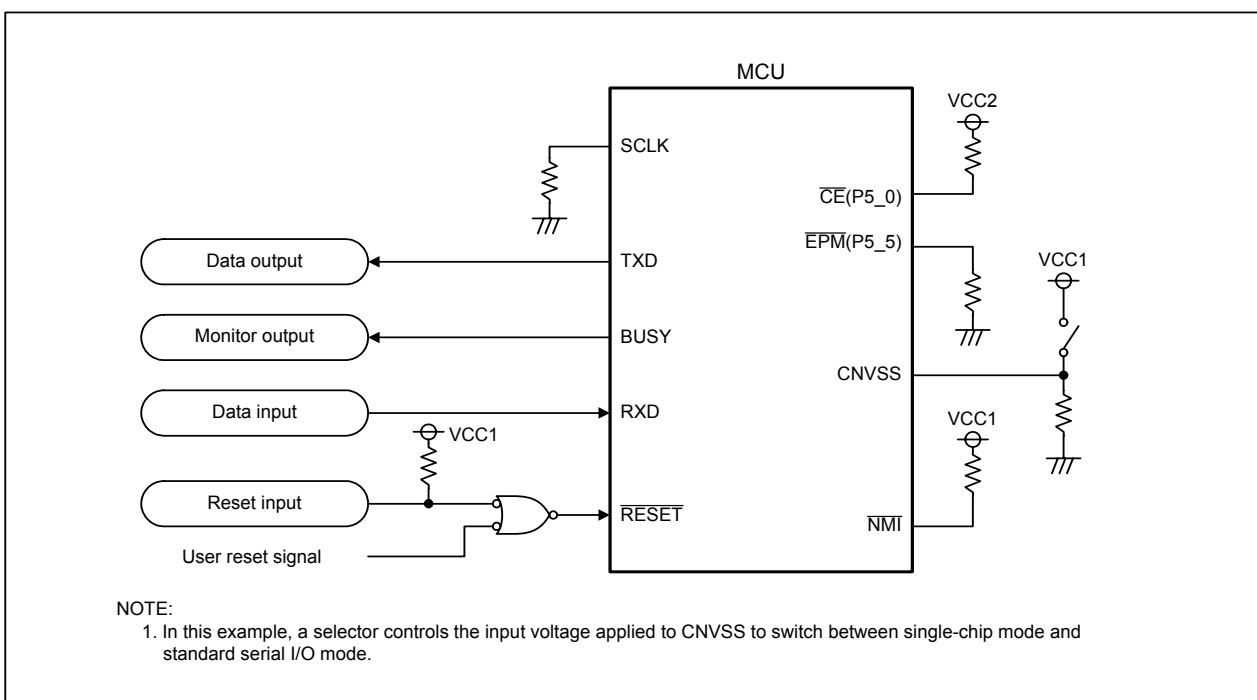 MCU
VCC2
SCLK
CE(P5_0)
EPM(P5_5)
Data output
TXD
VCC1
Monitor output
BUSY
CNVSS
Data input
RXD
VCC1
VCC1
Reset input
RESET
NMI
User reset signal
NOTE:
1. In this example, a selector controls the input voltage applied to CNVSS to switch between single-chip mode and
standard serial I/O mode.